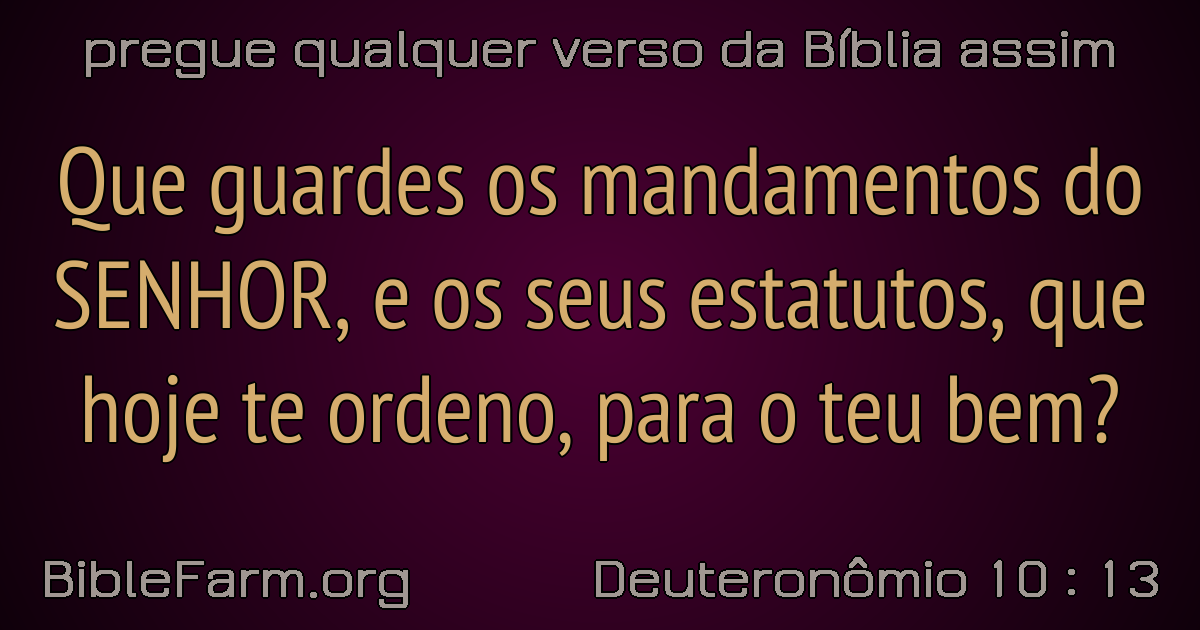 pregue qualquer verso da Bíblia assim
Que guardes os mandamentos do
SENHOR, e os seus estatutos, que
hoje te ordeno, para o teu bem?
BibleFarm.org
Deuteronômio 10 : 13